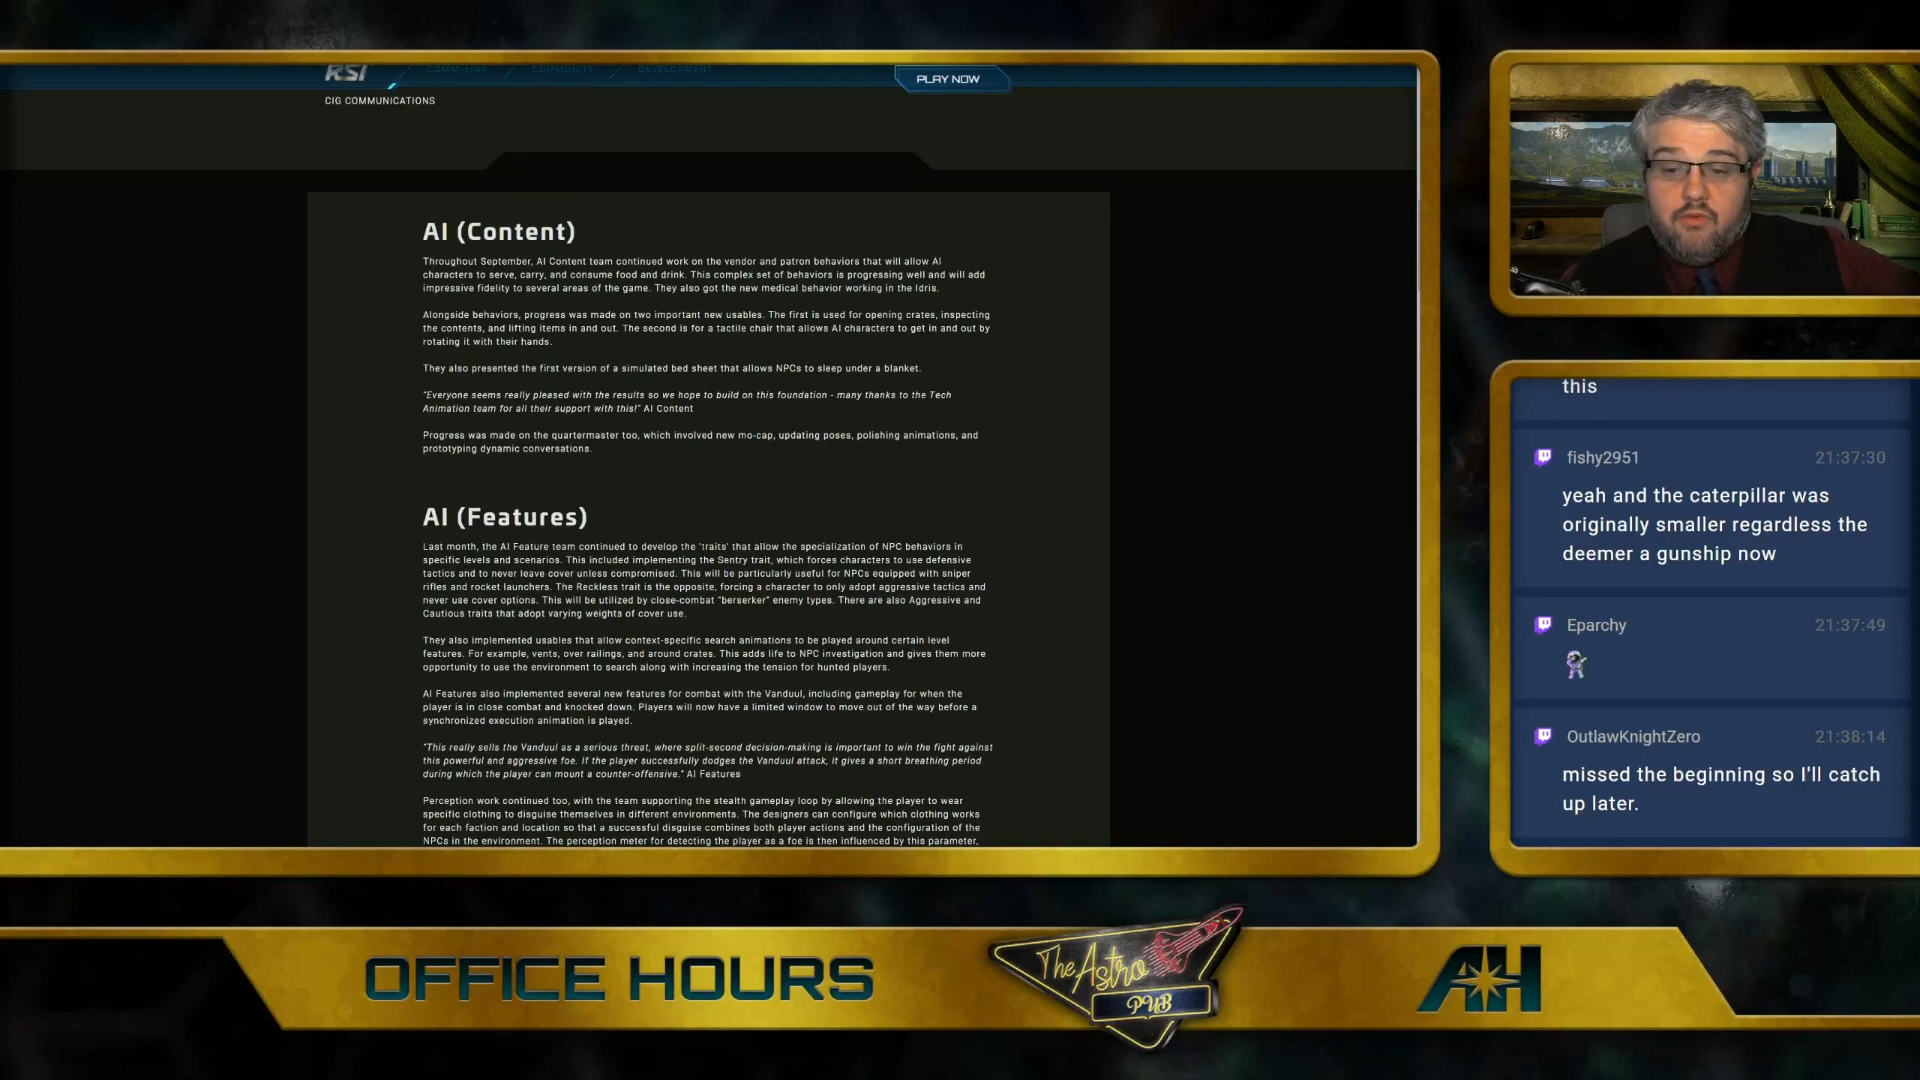 RSI
COMM-LINK
COMMUNITY
DEVELOPMENT
PLAY NOW
CIG COMMUNICATIONS
AI (Content)
Throughout September, AI Content team continued work on the vendor and patron behaviors that will allow AI
characters to serve, carry, and consume food and drink. This complex set of behaviors is progressing well and will add
impressive fidelity to several areas of the game. They also got the new medical behavior working in the Idris.
Alongside behaviors, progress was made on two important new usables. The first is used for opening crates, inspecting
the contents, and lifting items in and out. The second is for a tactile chair that allows AI characters to get in and out by
rotating it with their hands.
They also presented the first version of a simulated bed sheet that allows NPCs to sleep under a blanket.
"Everyone seems really pleased with the results so we hope to build on this foundation - many thanks to the Tech
Animation team for all their support with this!" AI Content
Progress was made on the quartermaster too, which involved new mo-cap, updating poses, polishing animations, and
prototyping dynamic conversations.
AI (Features)
Last month, the AI Feature team continued to develop the 'traits' that allow the specialization of NPC behaviors in
specific levels and scenarios. This included implementing the Sentry trait, which forces characters to use defensive
tactics and to never leave cover unless compromised. This will be particularly useful for NPCs equipped with sniper
rifles and rocket launchers. The Reckless trait is the opposite, forcing a character to only adopt aggressive tactics and
never use cover options. This will be utilized by close-combat "berserker" enemy types. There are also Aggressive and
Cautious traits that adopt varying weights of cover use.
They also implemented usables that allow context-specific search animations to be played around certain level
features. For example, vents, over railings, and around crates. This adds life to NPC investigation and gives them more
opportunity to use the environment to search along with increasing the tension for hunted players.
AI Features also implemented several new features for combat with the Vanduul, including gameplay for when the
player is in close combat and knocked down. Players will now have a limited window to move out of the way before a
synchronized execution animation is played.
"This really sells the Vanduul as a serious threat, where split-second decision-making is important to win the fight against
this powerful and aggressive foe. If the player successfully dodges the Vanduul attack, it gives a short breathing period
during which the player can mount a counter-offensive." AI Features
Perception work continued too, with the team supporting the stealth gameplay loop by allowing the player to wear
specific clothing to disguise themselves in different environments. The designers can configure which clothing works
for each faction and location so that a successful disguise combines both player actions and the configuration of the
NPCs in the environment. The perception meter for detecting the player as a foe is then influenced by this parameter,
this
fishy2951 21:37:30
yeah and the caterpillar was
originally smaller regardless the
deemer a gunship now
Eparchy 21:37:49
OutlawKnightZero 21:38:14
missed the beginning so I'll catch
up later.
OFFICE HOURS
The Astro
PUB
AH